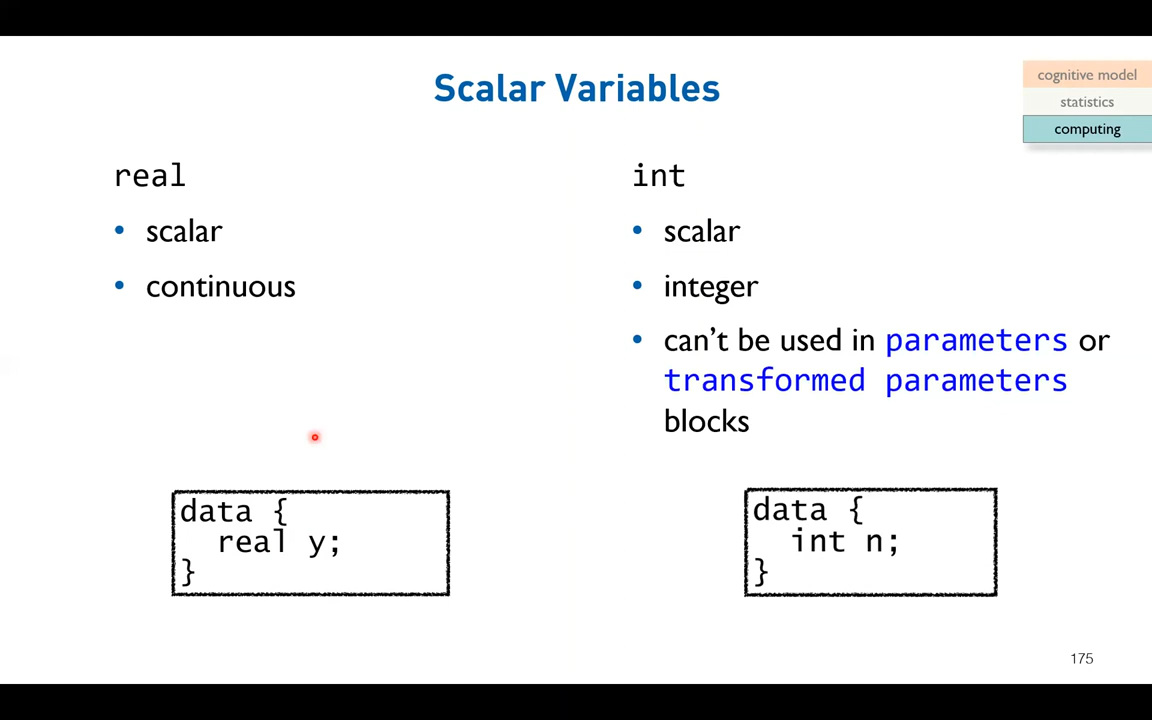 Scalar Variables
cognitive model
statistics
computing
real
• scalar
• continuous
data {
  real y;
}
int
• scalar
• integer
• can’t be used in parameters or
transformed parameters
blocks
data {
  int n;
}
175